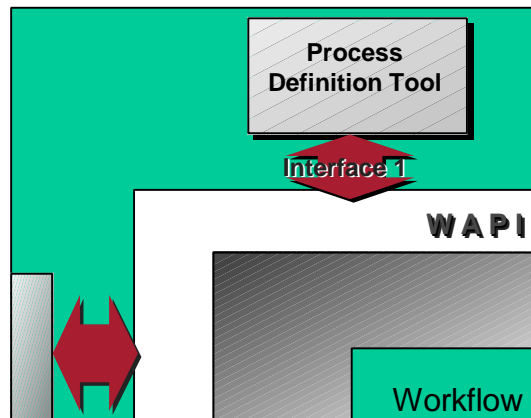 Process
Definition Tool
Interface 1
WAPI
Workflow